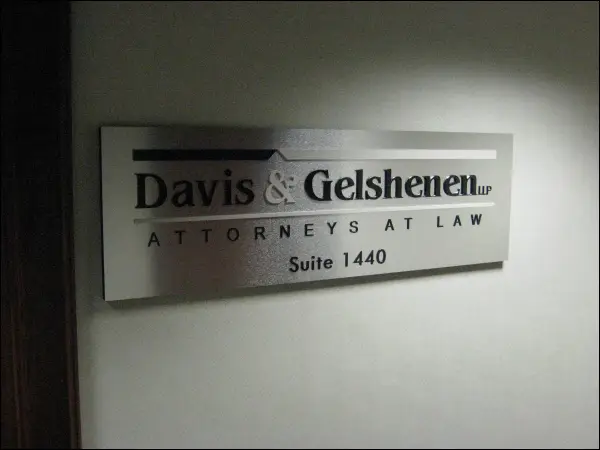 Davis & Gelshenen LLP
ATTORNEYS AT LAW
Suite 1440